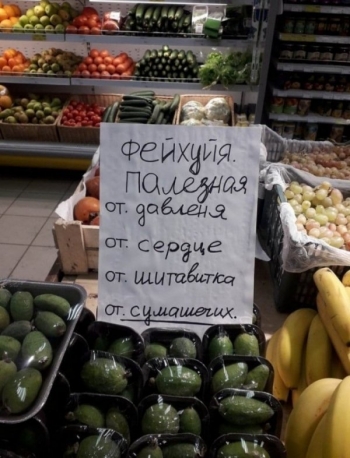 ФЕЙХУЙЯ.
ПАЛЕЗНАЯ
от. давленя
от. сердце
от. шитавитка
от. сумашечих.